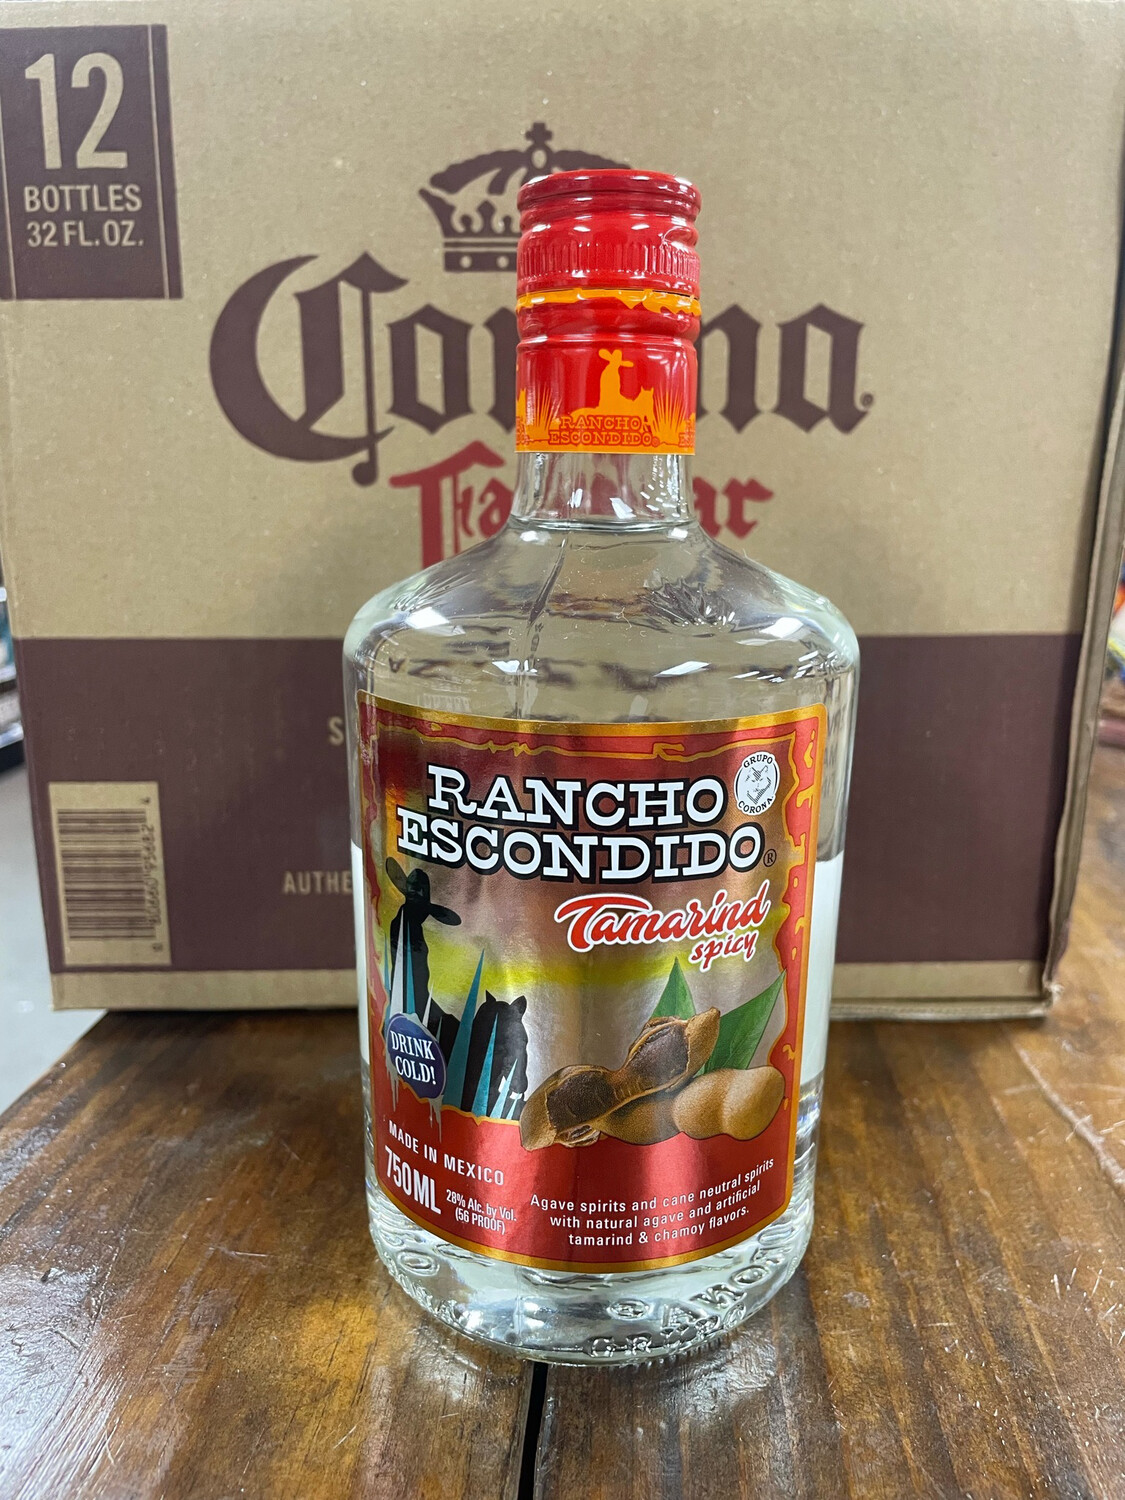 12
BOTTLES
32 FL. OZ.
RANCHO
ESCONDIDO®
RANCHO
ESCONDIDO®
GRUPO
CORONA
Tamarind
spicy
DRINK
COLD!
MADE IN MEXICO
750ML
28% Alc. by Vol.
(56 PROOF)
Agave spirits and cane neutral spirits
with natural agave and artificial
tamarind & chamoy flavors.